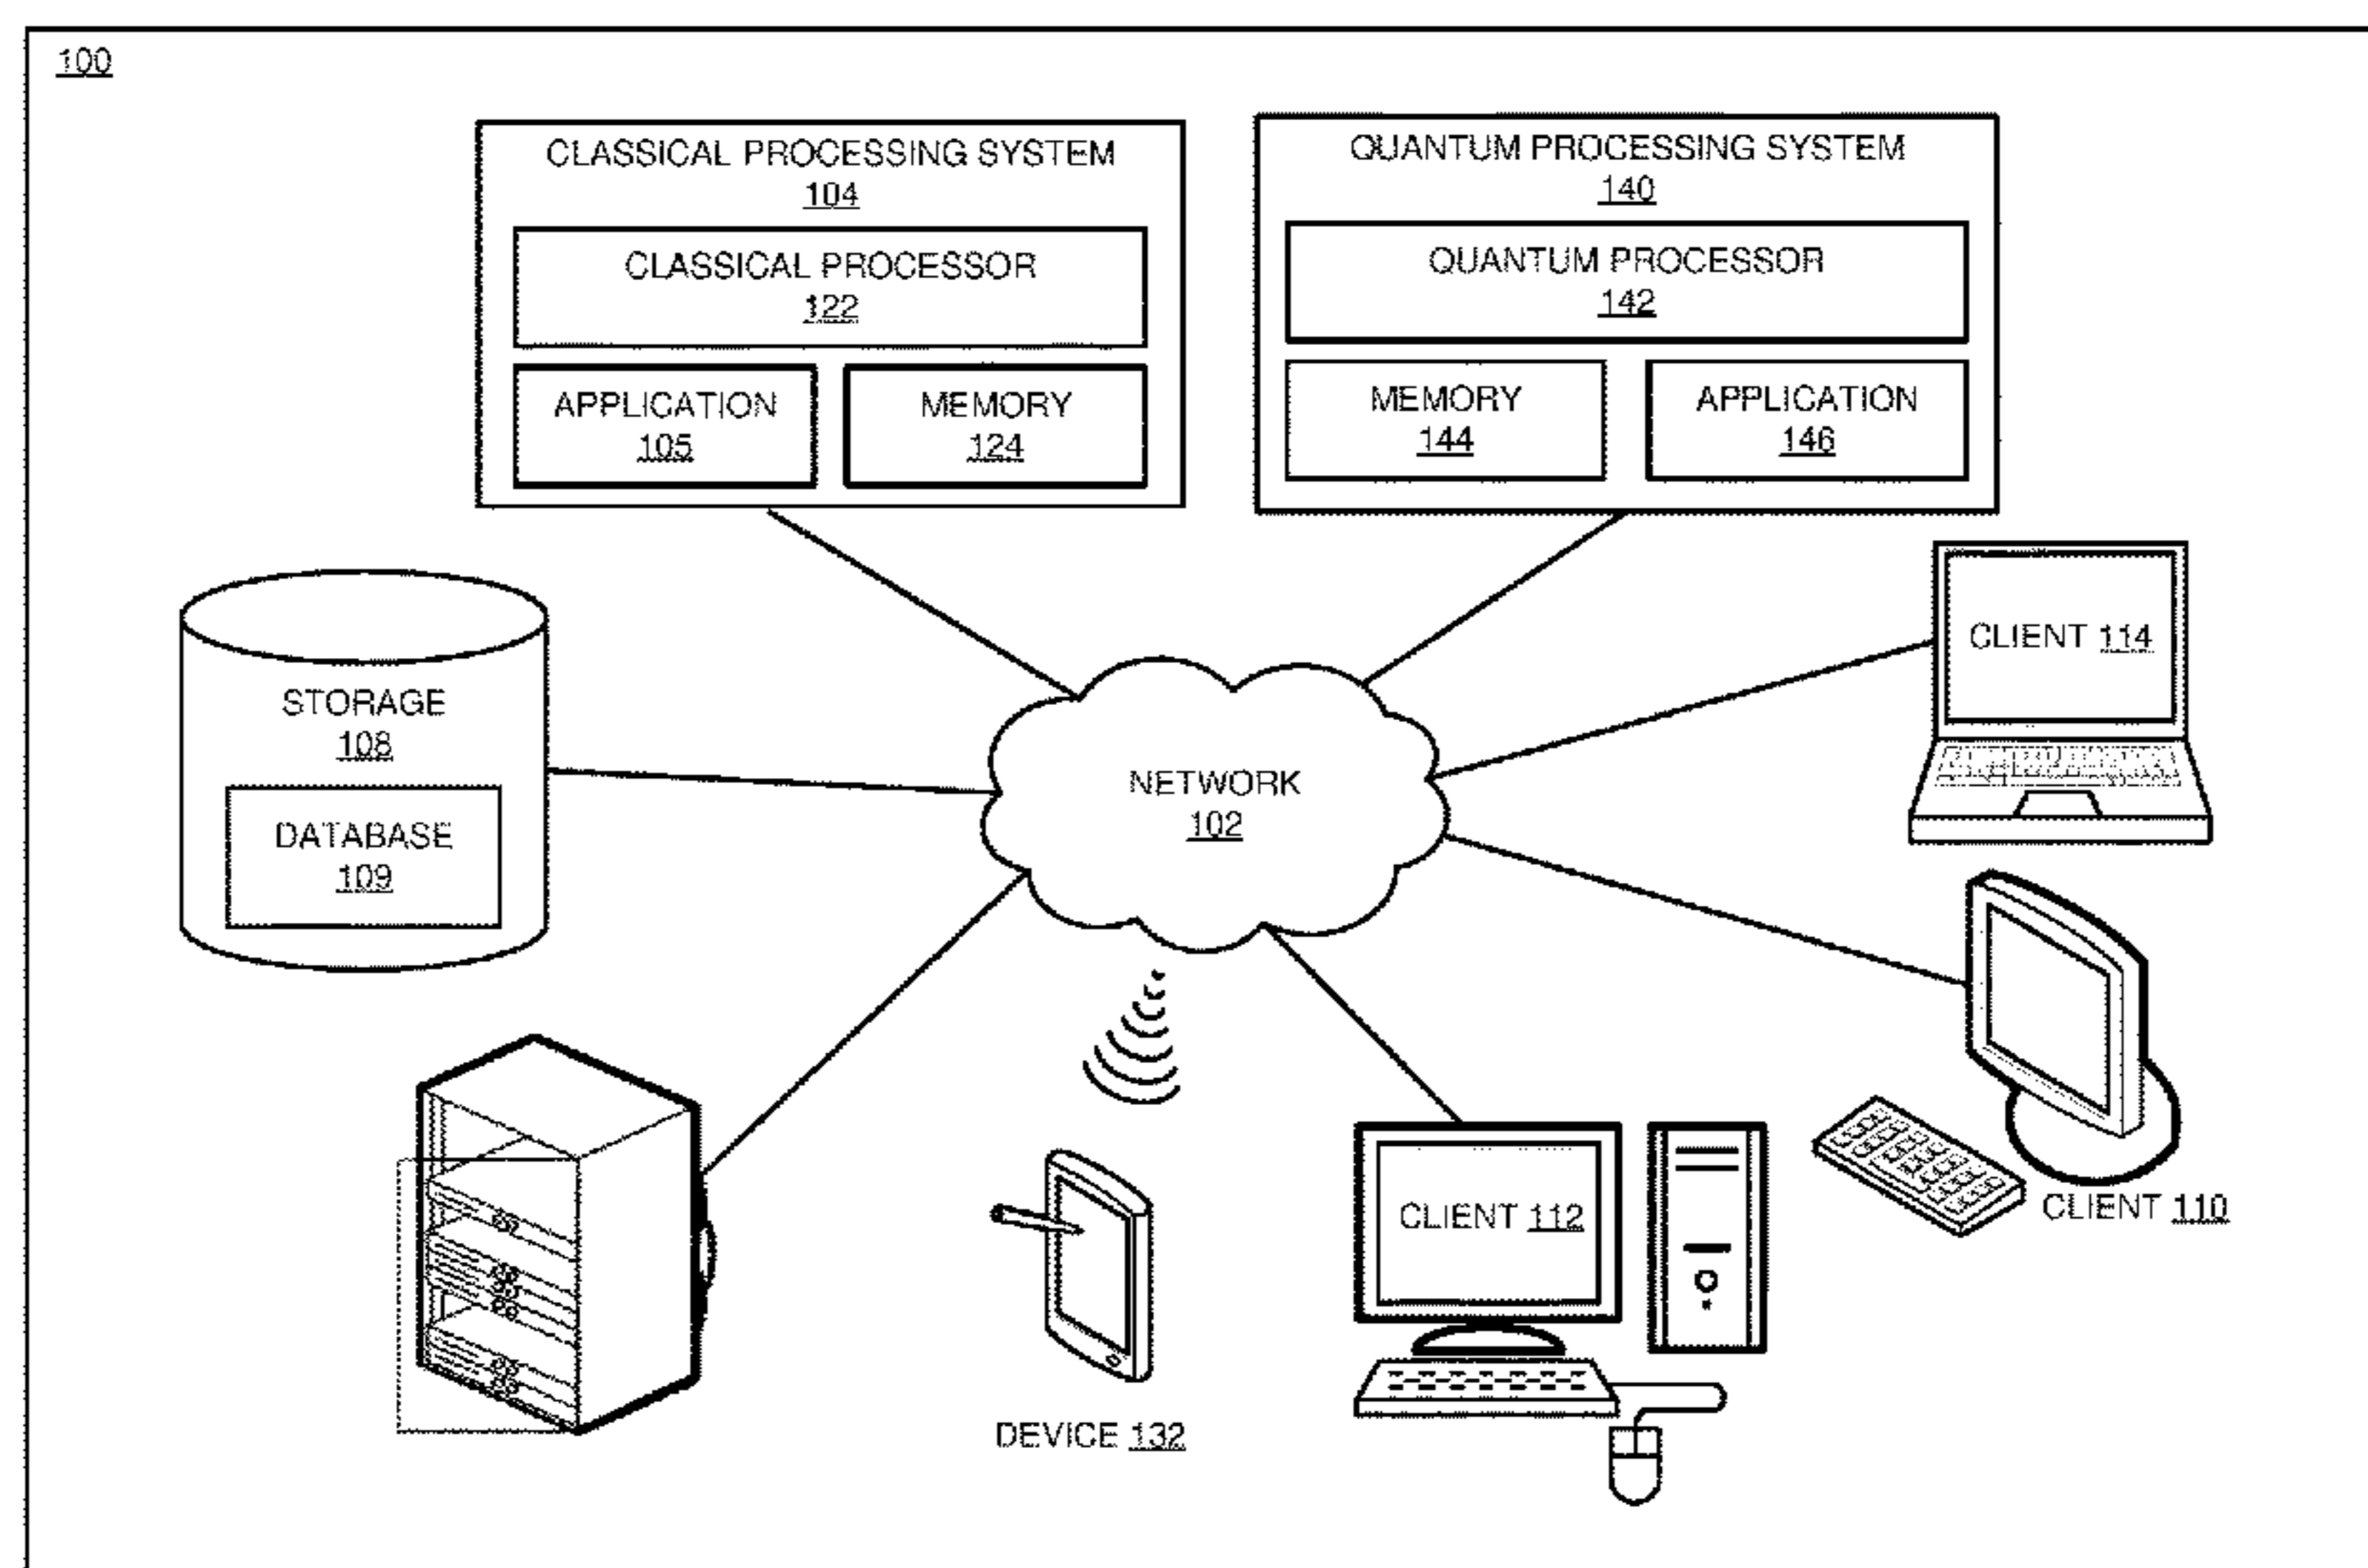 100
CLASSICAL PROCESSING SYSTEM
104
CLASSICAL PROCESSOR
122
APPLICATION
105
MEMORY
124
QUANTUM PROCESSING SYSTEM
140
QUANTUM PROCESSOR
142
MEMORY
144
APPLICATION
146
STORAGE
108
DATABASE
109
NETWORK
102
CLIENT 114
CLIENT 110
CLIENT 112
DEVICE 132